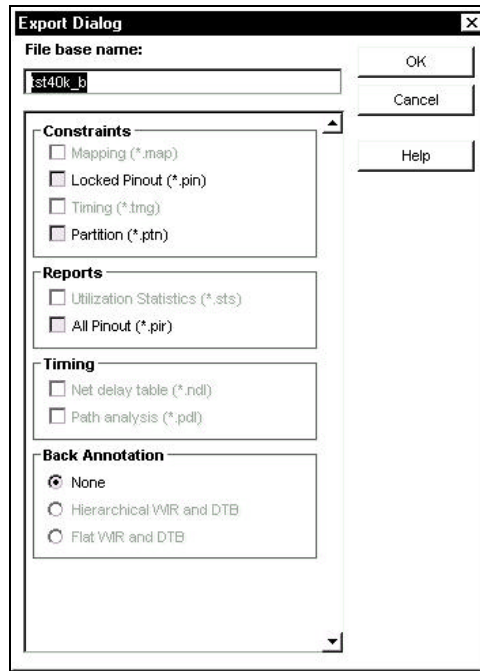 Export Dialog
File base name:
tst40k_b
OK
Cancel
Help
Constraints
Mapping (*.map)
Locked Pinout (*.pin)
Timing (*.tmg)
Partition (*.ptn)
Reports
Utilization Statistics (*.sts)
All Pinout (*.pir)
Timing
Net delay table (*.ndl)
Path analysis (*.pdl)
Back Annotation
None
Hierarchical WIR and DTB
Flat WIR and DTB